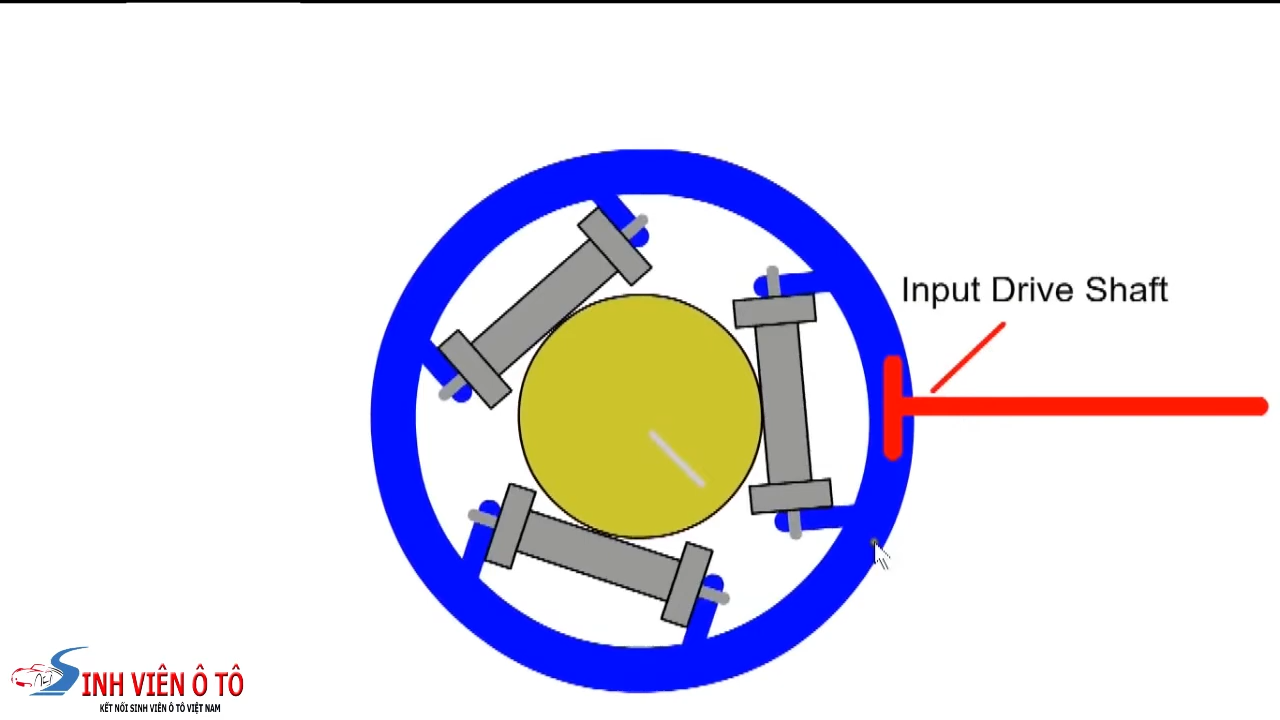 Input Drive Shaft
SINH VIÊN Ô TÔ
KẾT NỐI SINH VIÊN Ô TÔ VIỆT NAM